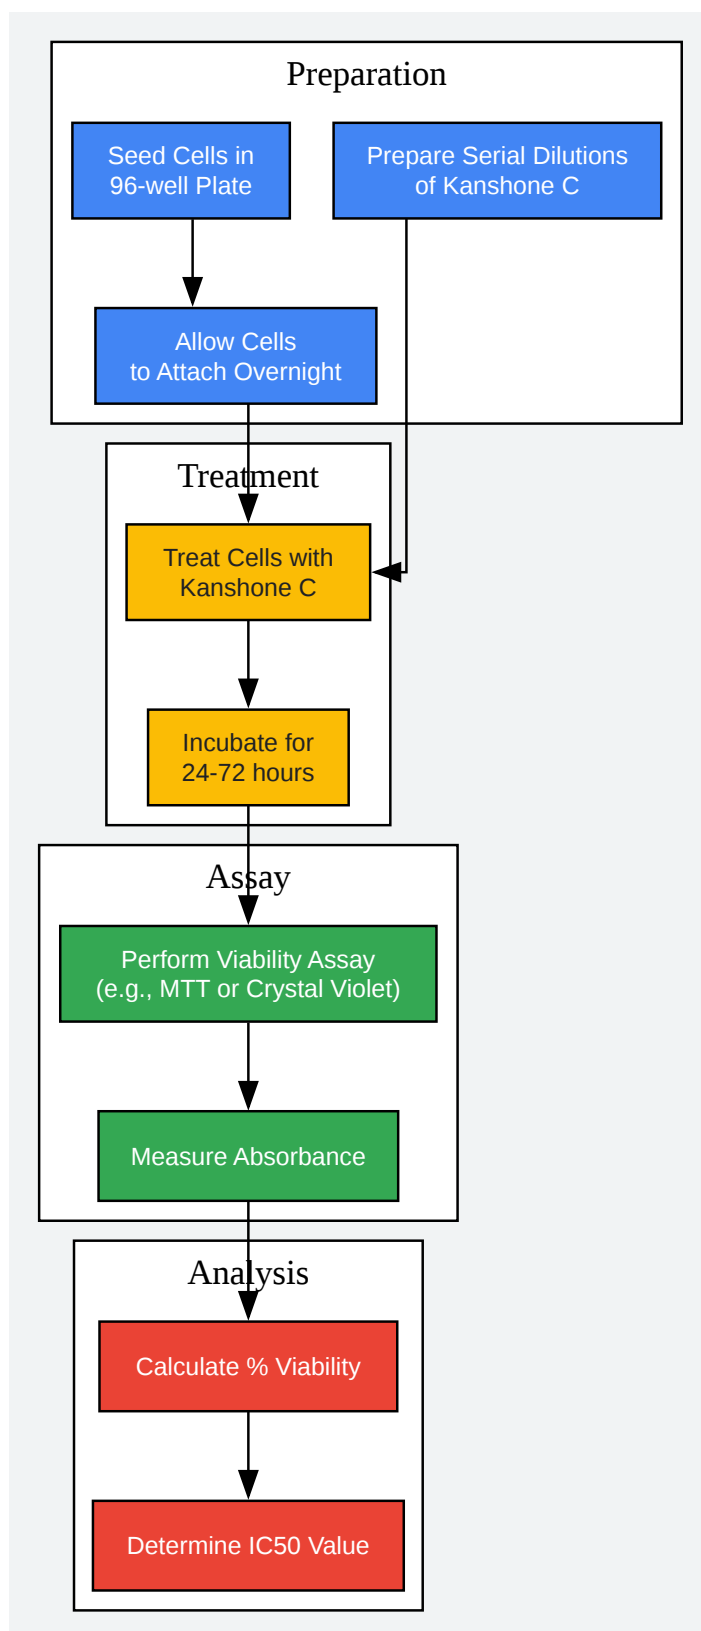 Preparation
Seed Cells in
96-well Plate
Prepare Serial Dilutions
of Kanshone C
Allow Cells
to Attach Overnight
Treatment
Treat Cells with
Kanshone C
Incubate for
24-72 hours
Assay
Perform Viability Assay
(e.g., MTT or Crystal Violet)
Measure Absorbance
Analysis
Calculate % Viability
Determine IC50 Value